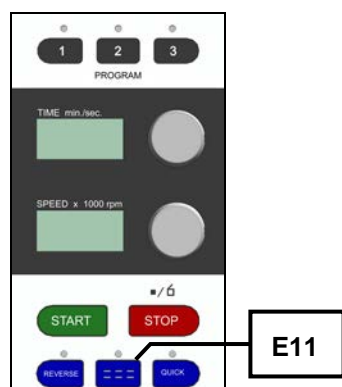 1 2 3
PROGRAM
TIME min./sec.
SPEED x 1000 rpm
START STOP
E11
REVERSE QUICK